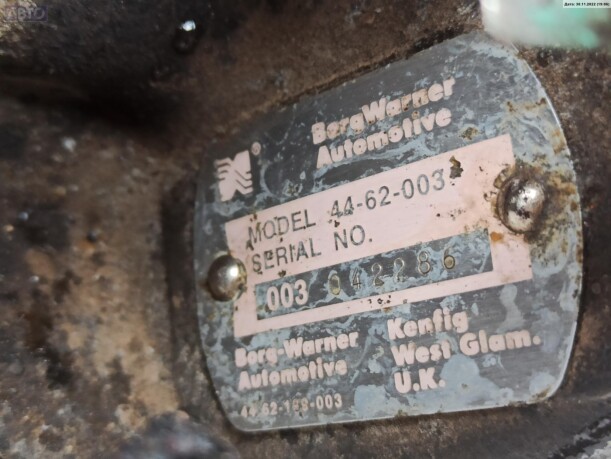 BorgWarner
Automotive
®
MODEL 44-62-003
SERIAL NO.
003 042286
Borg-Warner
Automotive
Kenfig
West Glam.
U.K.